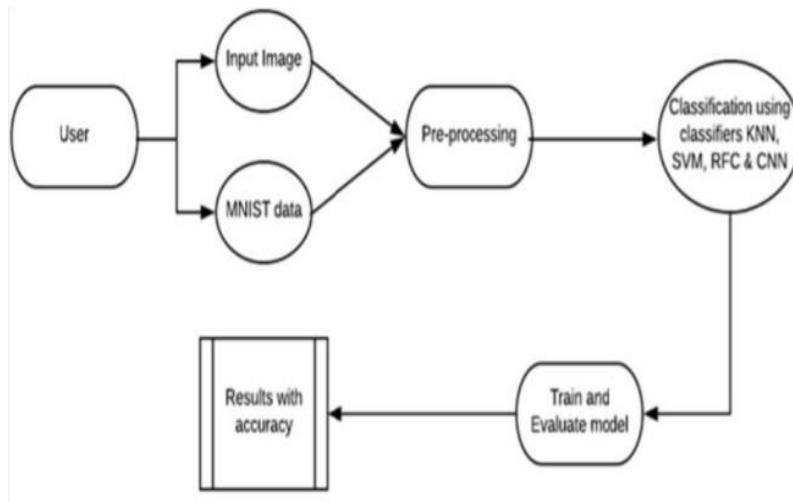 User
Input Image
MNIST data
Pre-processing
Classification using
classifiers KNN,
SVM, RFC & CNN
Train and
Evaluate model
Results with
accuracy